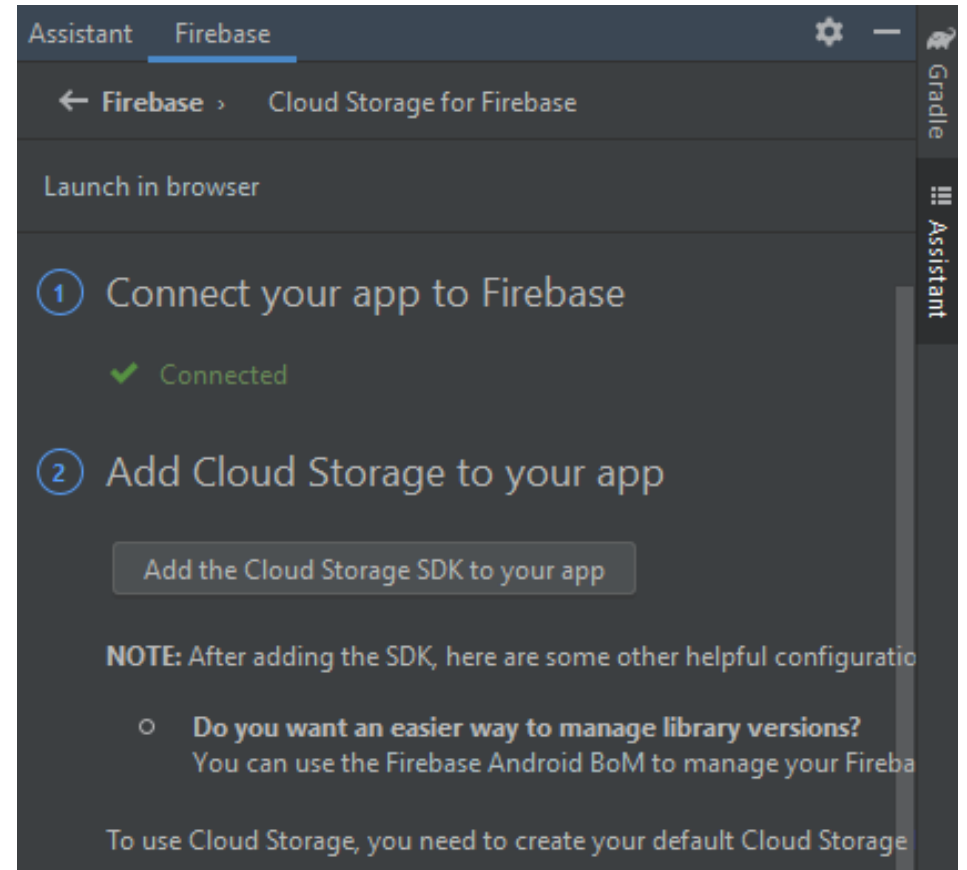 Assistant Firebase
← Firebase › Cloud Storage for Firebase
Launch in browser
1 Connect your app to Firebase
✔ Connected
2 Add Cloud Storage to your app
Add the Cloud Storage SDK to your app
NOTE: After adding the SDK, here are some other helpful configuratio
Do you want an easier way to manage library versions?
You can use the Firebase Android BoM to manage your Fireba
To use Cloud Storage, you need to create your default Cloud Storage
Gradle
Assistant